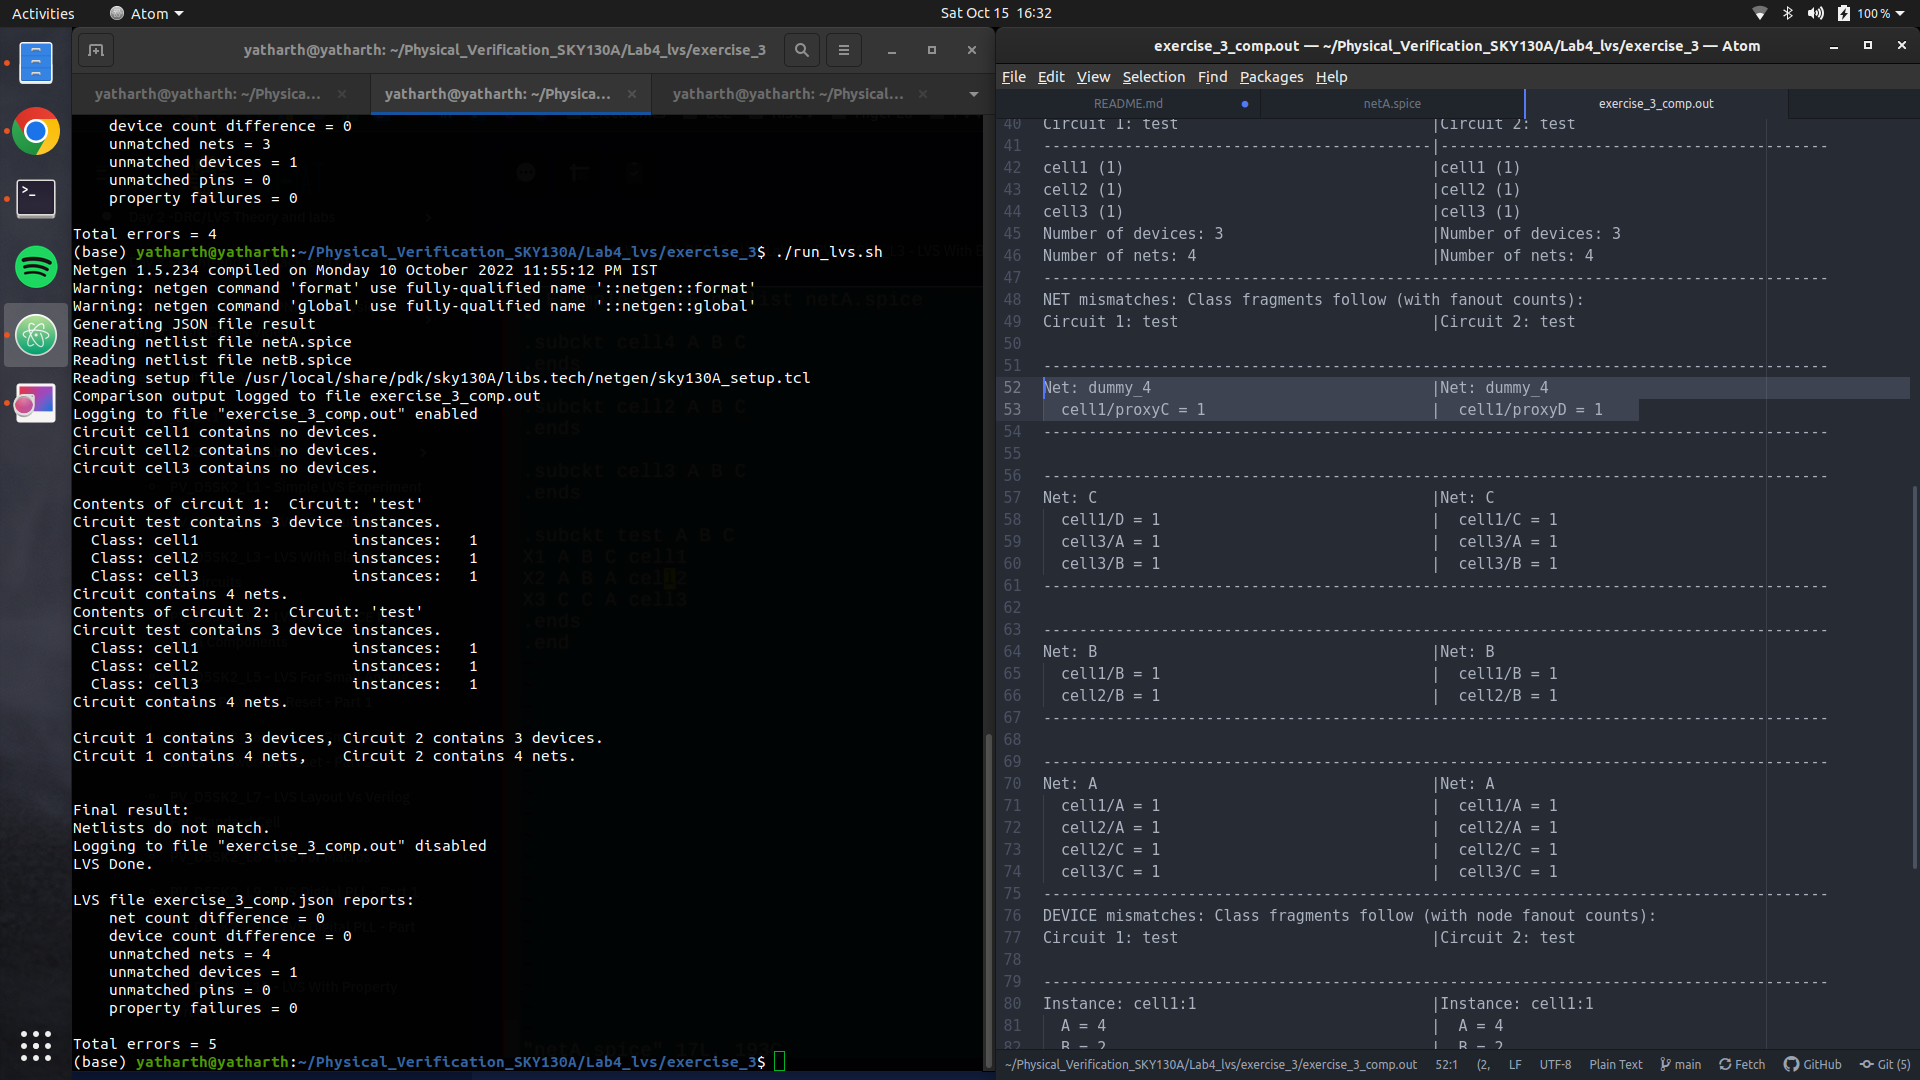 Activities
Atom
Sat Oct 15 16:32
100 %
yatharth@yatharth: ~/Physical_Verification_SKY130A/Lab4_lvs/exercise_3
yatharth@yatharth: ~/Physica...
yatharth@yatharth: ~/Physica...
yatharth@yatharth: ~/Physical...
device count difference = 0
unmatched nets = 3
unmatched devices = 1
unmatched pins = 0
property failures = 0
Total errors = 4
(base) yatharth@yatharth:~/Physical_Verification_SKY130A/Lab4_lvs/exercise_3$ ./run_lvs.sh
Netgen 1.5.234 compiled on Monday 10 October 2022 11:55:12 PM IST
Warning: netgen command 'format' use fully-qualified name '::netgen::format'
Warning: netgen command 'global' use fully-qualified name '::netgen::global'
Generating JSON file result
Reading netlist file netA.spice
Reading netlist file netB.spice
Reading setup file /usr/local/share/pdk/sky130A/libs.tech/netgen/sky130A_setup.tcl
Comparison output logged to file exercise_3_comp.out
Logging to file "exercise_3_comp.out" enabled
Circuit cell1 contains no devices.
Circuit cell2 contains no devices.
Circuit cell3 contains no devices.
Contents of circuit 1:  Circuit: 'test'
Circuit test contains 3 device instances.
Class: cell1 instances: 1
Class: cell2 instances: 1
Class: cell3 instances: 1
Circuit contains 4 nets.
Contents of circuit 2:  Circuit: 'test'
Circuit test contains 3 device instances.
Class: cell1 instances: 1
Class: cell2 instances: 1
Class: cell3 instances: 1
Circuit contains 4 nets.
Circuit 1 contains 3 devices, Circuit 2 contains 3 devices.
Circuit 1 contains 4 nets,    Circuit 2 contains 4 nets.
Final result:
Netlists do not match.
Logging to file "exercise_3_comp.out" disabled
LVS Done.
LVS file exercise_3_comp.json reports:
net count difference = 0
device count difference = 0
unmatched nets = 4
unmatched devices = 1
unmatched pins = 0
property failures = 0
Total errors = 5
(base) yatharth@yatharth:~/Physical_Verification_SKY130A/Lab4_lvs/exercise_3$
.subckt cell4 A B C
.ends
.subckt cell2 A B C
.ends
.subckt cell3 A B C
.ends
.subckt test A B C
X1 A B C cell1
X2 A B A cell2
X3 C C A cell3
.ends
.end
exercise_3_comp.out — ~/Physical_Verification_SKY130A/Lab4_lvs/exercise_3 — Atom
File Edit View Selection Find Packages Help
README.md
netA.spice
exercise_3_comp.out
40 Circuit 1: test |Circuit 2: test
41 -------------------------------------------|-------------------------------------------
42 cell1 (1) |cell1 (1)
43 cell2 (1) |cell2 (1)
44 cell3 (1) |cell3 (1)
45 Number of devices: 3 |Number of devices: 3
46 Number of nets: 4 |Number of nets: 4
47 ---------------------------------------------------------------------------------------
48 NET mismatches: Class fragments follow (with fanout counts):
49 Circuit 1: test |Circuit 2: test
50
51 ---------------------------------------------------------------------------------------
52 Net: dummy_4 |Net: dummy_4
53 cell1/proxyC = 1 | cell1/proxyD = 1
54 ---------------------------------------------------------------------------------------
55
56 ---------------------------------------------------------------------------------------
57 Net: C |Net: C
58 cell1/D = 1 | cell1/C = 1
59 cell3/A = 1 | cell3/A = 1
60 cell3/B = 1 | cell3/B = 1
61 ---------------------------------------------------------------------------------------
62
63 ---------------------------------------------------------------------------------------
64 Net: B |Net: B
65 cell1/B = 1 | cell1/B = 1
66 cell2/B = 1 | cell2/B = 1
67 ---------------------------------------------------------------------------------------
68
69 ---------------------------------------------------------------------------------------
70 Net: A |Net: A
71 cell1/A = 1 | cell1/A = 1
72 cell2/A = 1 | cell2/A = 1
73 cell2/C = 1 | cell2/C = 1
74 cell3/C = 1 | cell3/C = 1
75 ---------------------------------------------------------------------------------------
76 DEVICE mismatches: Class fragments follow (with node fanout counts):
77 Circuit 1: test |Circuit 2: test
78
79 ---------------------------------------------------------------------------------------
80 Instance: cell1:1 |Instance: cell1:1
81 A = 4 | A = 4
82 B = 2 | B = 2
~/Physical_Verification_SKY130A/Lab4_lvs/exercise_3/exercise_3_comp.out 52:1 (2, LF UTF-8 Plain Text main Fetch GitHub Git (5)